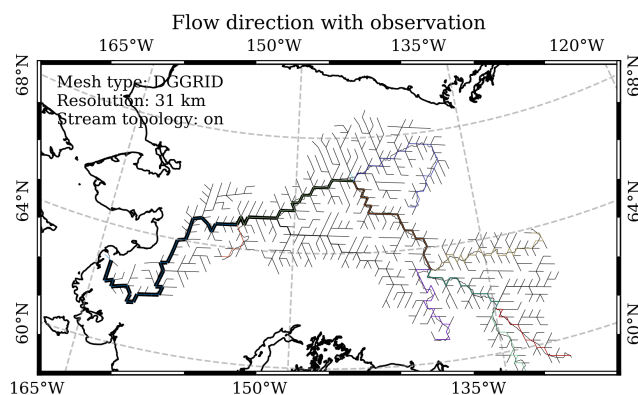 Flow direction with observation
165°W 150°W 135°W 120°W
68°N 68°N
Mesh type: DGGRID
Resolution: 31 km
Stream topology: on
64°N 64°N
60°N 60°N
165°W 150°W 135°W